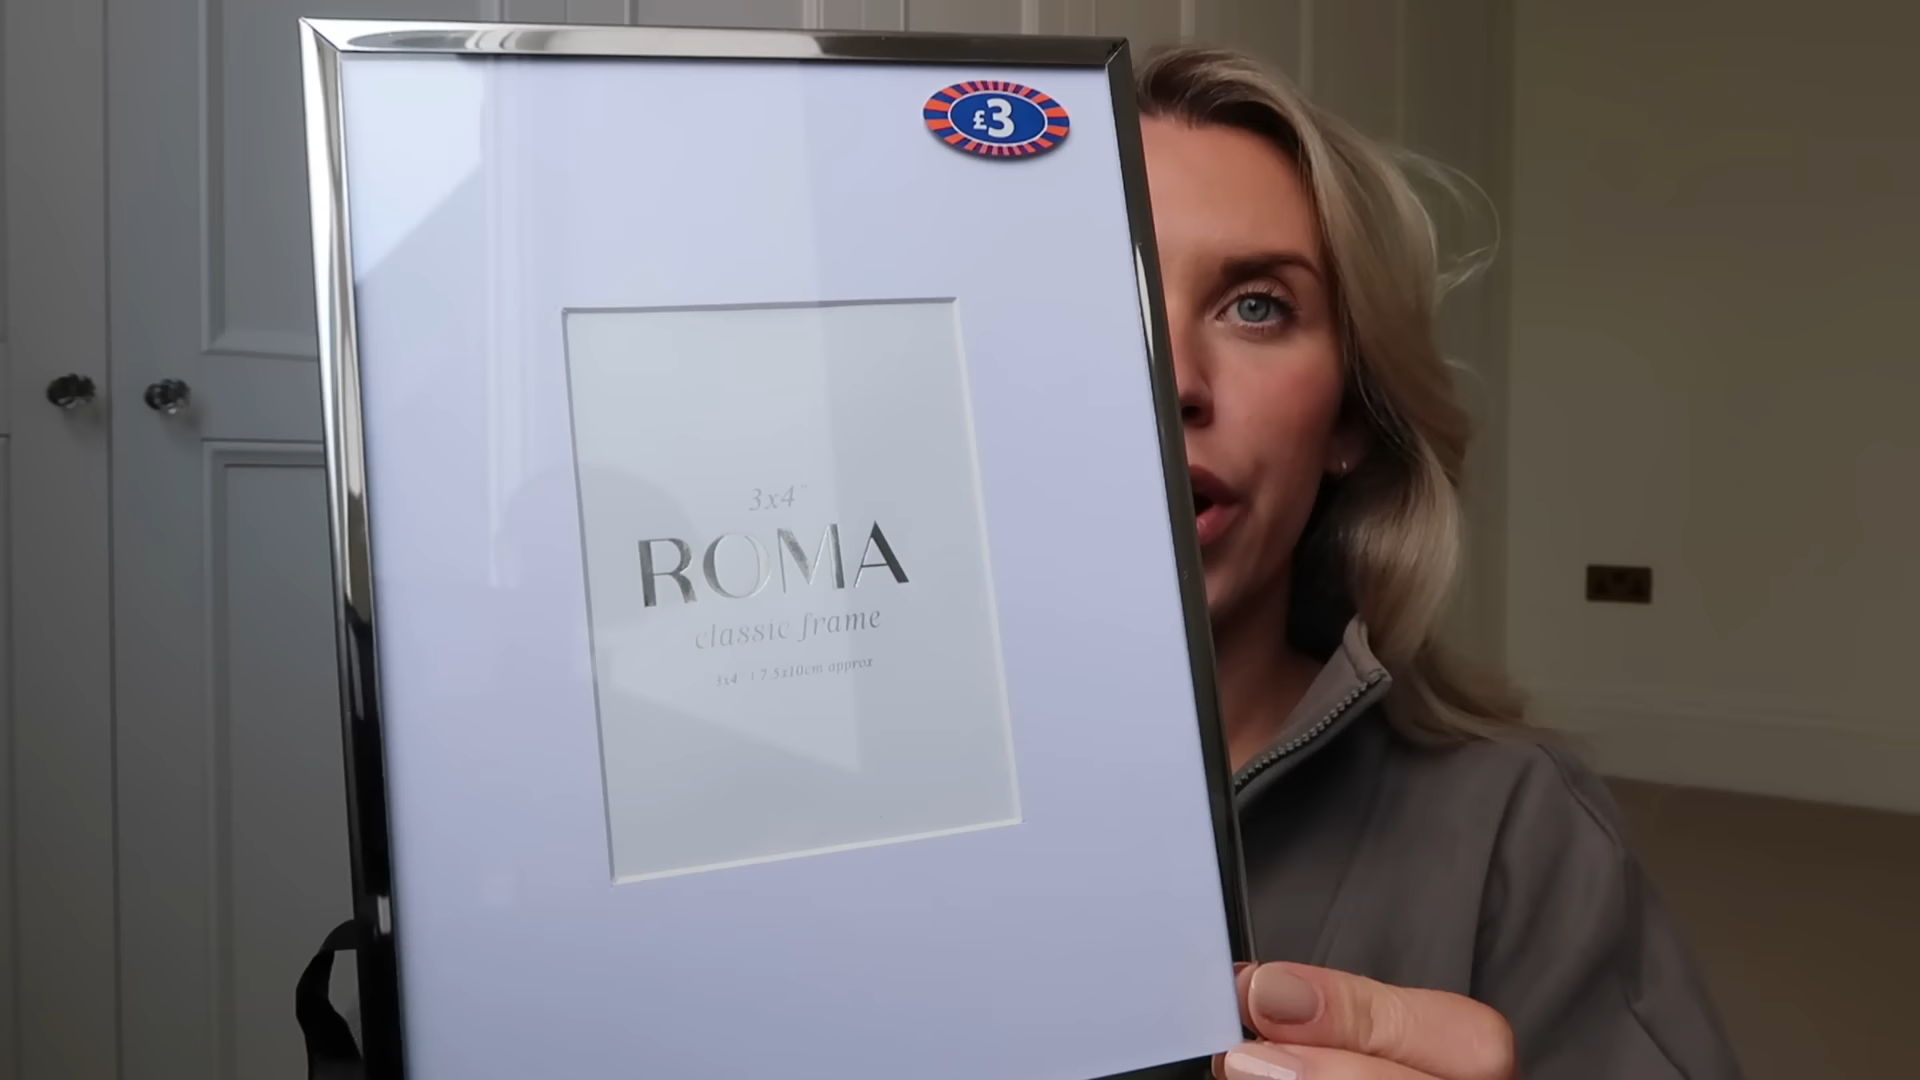 £3
3x4"
ROMA
classic frame
3x4" | 7.5x10cm approx